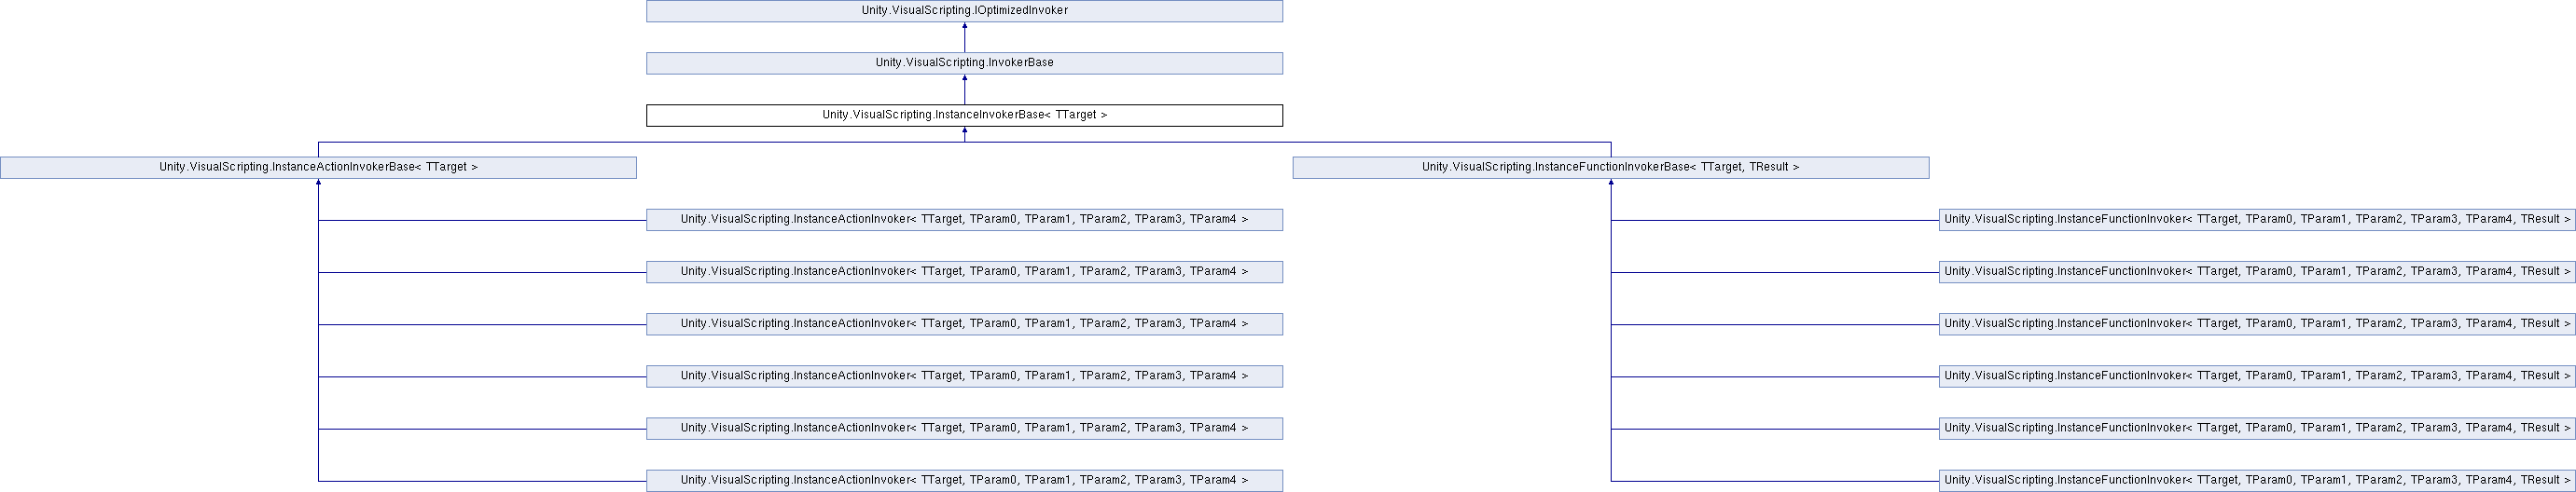 Unity.VisualScripting.IOptimizedInvoker
Unity.VisualScripting.InvokerBase
Unity.VisualScripting.InstanceInvokerBase< TTarget >
Unity.VisualScripting.InstanceActionInvokerBase< TTarget >
Unity.VisualScripting.InstanceFunctionInvokerBase< TTarget, TResult >
Unity.VisualScripting.InstanceActionInvoker< TTarget, TParam0, TParam1, TParam2, TParam3, TParam4 >
Unity.VisualScripting.InstanceFunctionInvoker< TTarget, TParam0, TParam1, TParam2, TParam3, TParam4, TResult >
Unity.VisualScripting.InstanceActionInvoker< TTarget, TParam0, TParam1, TParam2, TParam3, TParam4 >
Unity.VisualScripting.InstanceFunctionInvoker< TTarget, TParam0, TParam1, TParam2, TParam3, TParam4, TResult >
Unity.VisualScripting.InstanceActionInvoker< TTarget, TParam0, TParam1, TParam2, TParam3, TParam4 >
Unity.VisualScripting.InstanceFunctionInvoker< TTarget, TParam0, TParam1, TParam2, TParam3, TParam4, TResult >
Unity.VisualScripting.InstanceActionInvoker< TTarget, TParam0, TParam1, TParam2, TParam3, TParam4 >
Unity.VisualScripting.InstanceFunctionInvoker< TTarget, TParam0, TParam1, TParam2, TParam3, TParam4, TResult >
Unity.VisualScripting.InstanceActionInvoker< TTarget, TParam0, TParam1, TParam2, TParam3, TParam4 >
Unity.VisualScripting.InstanceFunctionInvoker< TTarget, TParam0, TParam1, TParam2, TParam3, TParam4, TResult >
Unity.VisualScripting.InstanceActionInvoker< TTarget, TParam0, TParam1, TParam2, TParam3, TParam4 >
Unity.VisualScripting.InstanceFunctionInvoker< TTarget, TParam0, TParam1, TParam2, TParam3, TParam4, TResult >